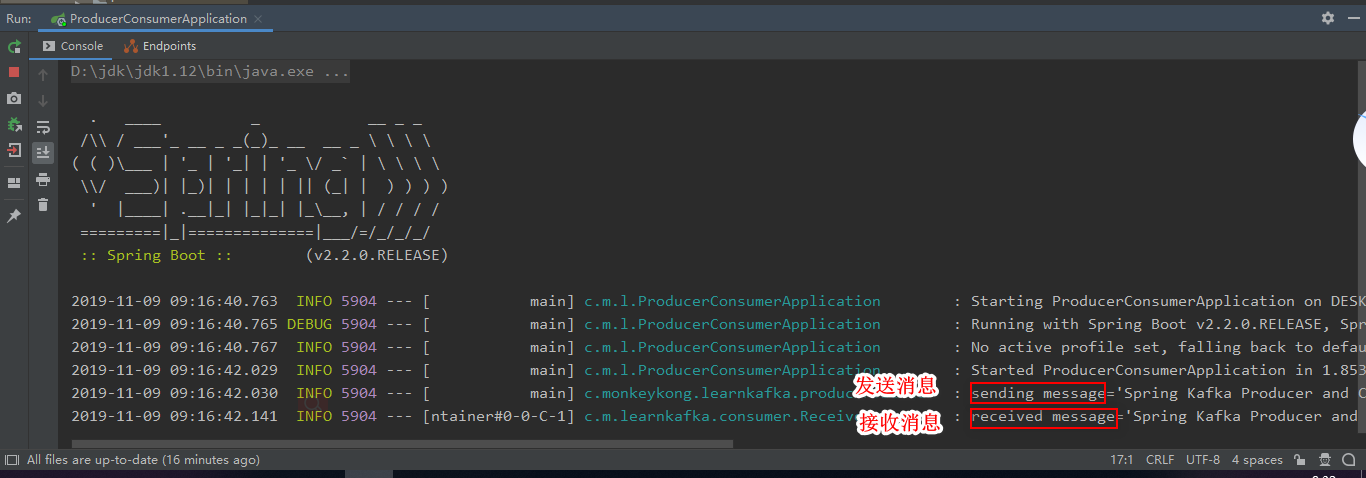 Run: ProducerConsumerApplication
Console Endpoints
D:\jdk\jdk1.12\bin\java.exe ...
  .   ____          _            __ _ _
 /\\ / ___'_ __ _ _(_)_ __  __ _ \ \ \ \
( ( )\___ | '_ | '_| | '_ \/ _` | \ \ \ \
 \\/  ___)| |_)| | | | | || (_| |  ) ) ) )
  '  |____| .__|_| |_|_| |_\__, | / / / /
 =========|_|==============|___/=/_/_/_/
 :: Spring Boot ::        (v2.2.0.RELEASE)
2019-11-09 09:16:40.763  INFO 5904 --- [           main] c.m.l.ProducerConsumerApplication        : Starting ProducerConsumerApplication on DESK
2019-11-09 09:16:40.765 DEBUG 5904 --- [           main] c.m.l.ProducerConsumerApplication        : Running with Spring Boot v2.2.0.RELEASE, Spr
2019-11-09 09:16:40.767  INFO 5904 --- [           main] c.m.l.ProducerConsumerApplication        : No active profile set, falling back to defau
2019-11-09 09:16:42.029  INFO 5904 --- [           main] c.m.l.ProducerConsumerApplication        : Started ProducerConsumerApplication in 1.853
2019-11-09 09:16:42.030  INFO 5904 --- [           main] c.monkeykong.learnkafka.produc 发送消息 : sending message='Spring Kafka Producer and C
2019-11-09 09:16:42.141  INFO 5904 --- [ntainer#0-0-C-1] c.m.learnkafka.consumer.Receiv 接收消息 : received message='Spring Kafka Producer and
All files are up-to-date (16 minutes ago) 17:1 CRLF UTF-8 4 spaces